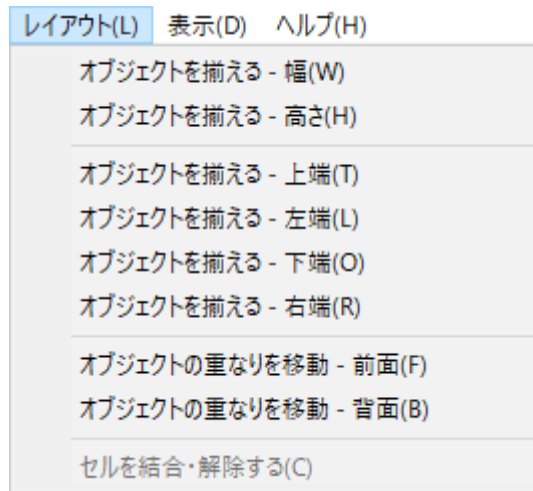 レイアウト(L) 表示(D) ヘルプ(H)
オブジェクトを揃える - 幅(W)
オブジェクトを揃える - 高さ(H)
オブジェクトを揃える - 上端(T)
オブジェクトを揃える - 左端(L)
オブジェクトを揃える - 下端(O)
オブジェクトを揃える - 右端(R)
オブジェクトの重なりを移動 - 前面(F)
オブジェクトの重なりを移動 - 背面(B)
セルを結合・解除する(C)